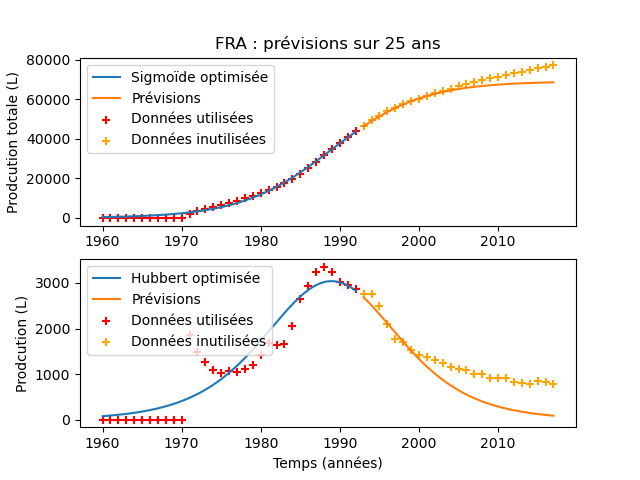 FRA : prévisions sur 25 ans
Prodcution totale (L)
80000
60000
40000
20000
0
Sigmoïde optimisée
Prévisions
Données utilisées
Données inutilisées
1960 1970 1980 1990 2000 2010
Prodcution (L)
3000
2000
1000
0
Hubbert optimisée
Prévisions
Données utilisées
Données inutilisées
1960 1970 1980 1990 2000 2010
Temps (années)